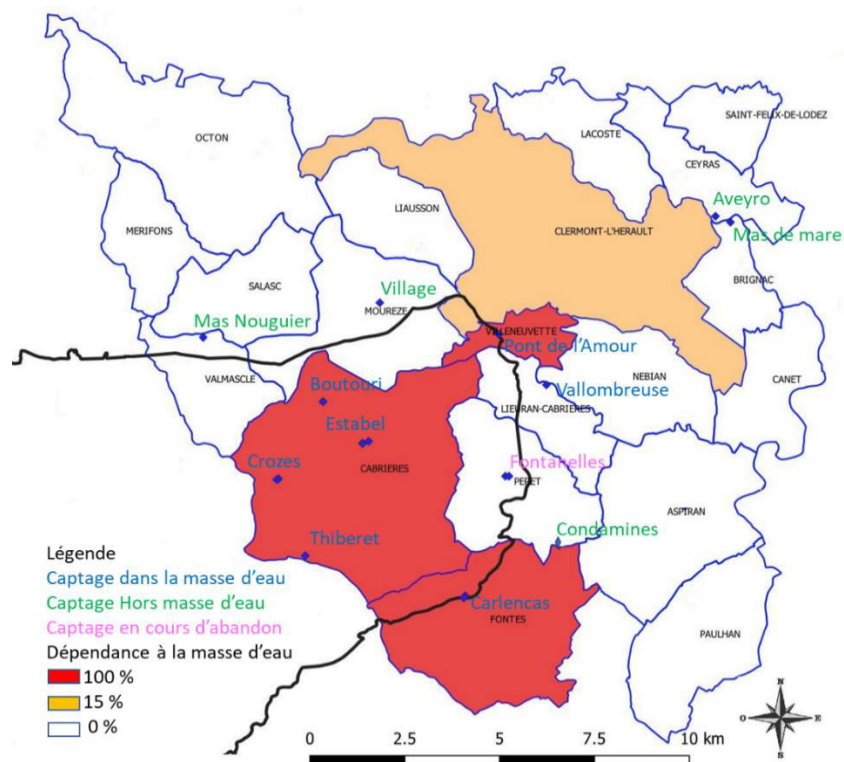 OCTON
LACOSTE
SAINT-FELIX-DE-LODEZ
CEYRAS
MERIFONS
LIAUSSON
CLERMONT-L'HERAULT
Aveyro
Mas de mare
BRIGNAC
SALASC
Village
MOUREZE
Mas Nouguier
VILLENEUVETTE
Pont de l'Amour
VALMASCLE
NEBIAN
CANET
Boutouri
Vallombreuse
LIEURAN-CABRIERES
Estabel
Crozes
CABRIERES
Fontanelles
PERET
ASPIRAN
Condamines
Thiberet
Carlencas
FONTES
PAULHAN
Légende
Captage dans la masse d'eau
Captage Hors masse d'eau
Captage en cours d'abandon
Dépendance à la masse d'eau
100 %
15 %
0 %
N
O E
S
0 2.5 5 7.5 10 km